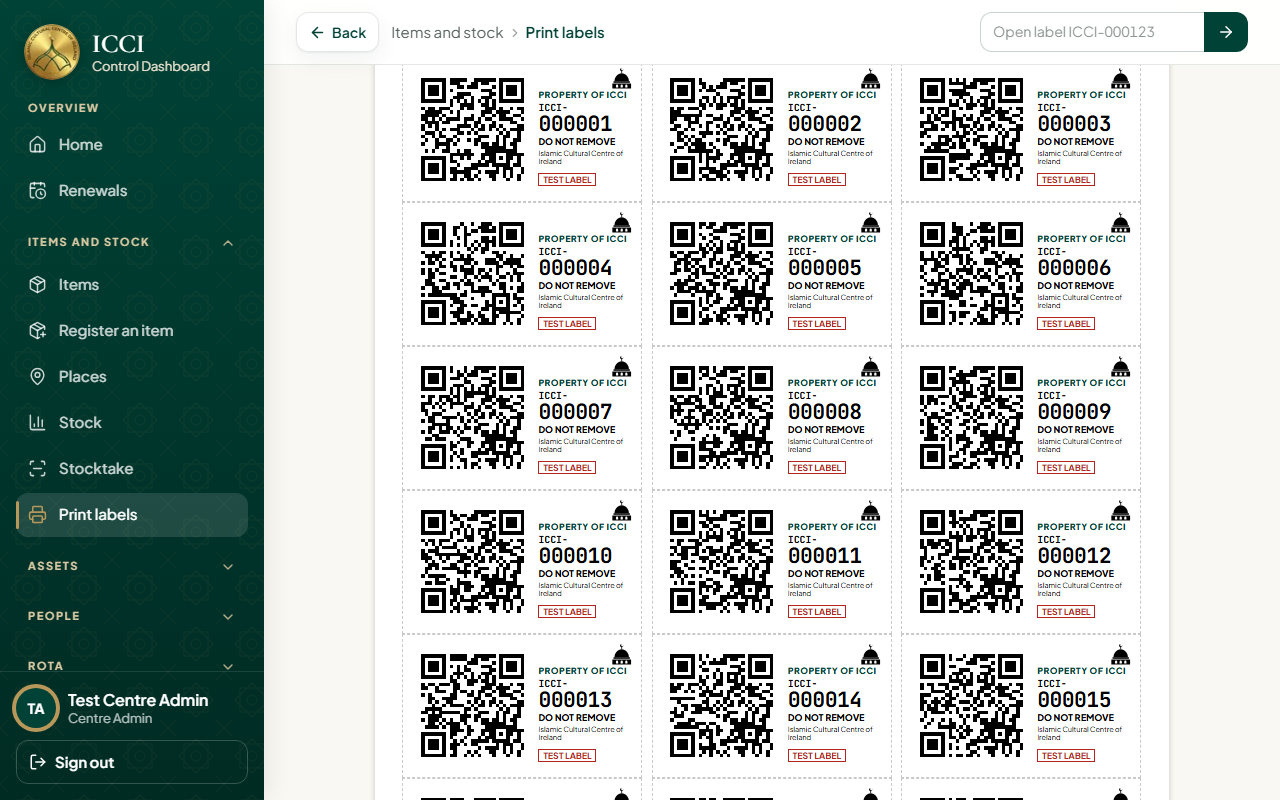 ICCI
Control Dashboard
OVERVIEW
Home
Renewals
ITEMS AND STOCK
Items
Register an item
Places
Stock
Stocktake
Print labels
ASSETS
PEOPLE
ROTA
TA
Test Centre Admin
Centre Admin
Sign out
Back
Items and stock › Print labels
Open label ICCI-000123
PROPERTY OF ICCI
ICCI-
000001
DO NOT REMOVE
Islamic Cultural Centre of
Ireland
TEST LABEL
PROPERTY OF ICCI
ICCI-
000002
DO NOT REMOVE
Islamic Cultural Centre of
Ireland
TEST LABEL
PROPERTY OF ICCI
ICCI-
000003
DO NOT REMOVE
Islamic Cultural Centre of
Ireland
TEST LABEL
PROPERTY OF ICCI
ICCI-
000004
DO NOT REMOVE
Islamic Cultural Centre of
Ireland
TEST LABEL
PROPERTY OF ICCI
ICCI-
000005
DO NOT REMOVE
Islamic Cultural Centre of
Ireland
TEST LABEL
PROPERTY OF ICCI
ICCI-
000006
DO NOT REMOVE
Islamic Cultural Centre of
Ireland
TEST LABEL
PROPERTY OF ICCI
ICCI-
000007
DO NOT REMOVE
Islamic Cultural Centre of
Ireland
TEST LABEL
PROPERTY OF ICCI
ICCI-
000008
DO NOT REMOVE
Islamic Cultural Centre of
Ireland
TEST LABEL
PROPERTY OF ICCI
ICCI-
000009
DO NOT REMOVE
Islamic Cultural Centre of
Ireland
TEST LABEL
PROPERTY OF ICCI
ICCI-
000010
DO NOT REMOVE
Islamic Cultural Centre of
Ireland
TEST LABEL
PROPERTY OF ICCI
ICCI-
000011
DO NOT REMOVE
Islamic Cultural Centre of
Ireland
TEST LABEL
PROPERTY OF ICCI
ICCI-
000012
DO NOT REMOVE
Islamic Cultural Centre of
Ireland
TEST LABEL
PROPERTY OF ICCI
ICCI-
000013
DO NOT REMOVE
Islamic Cultural Centre of
Ireland
TEST LABEL
PROPERTY OF ICCI
ICCI-
000014
DO NOT REMOVE
Islamic Cultural Centre of
Ireland
TEST LABEL
PROPERTY OF ICCI
ICCI-
000015
DO NOT REMOVE
Islamic Cultural Centre of
Ireland
TEST LABEL